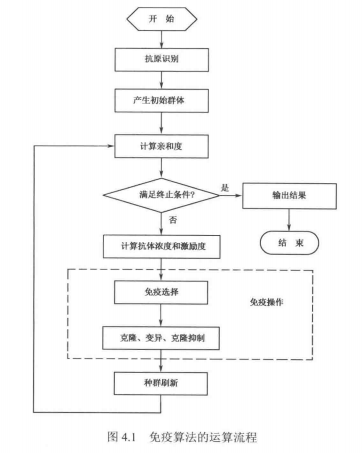 开 始
抗原识别
产生初始群体
计算亲和度
满足终止条件?
是
输出结果
否
结 束
计算抗体浓度和激励度
免疫选择
免疫操作
克隆、变异、克隆抑制
种群刷新
图 4.1 免疫算法的运算流程